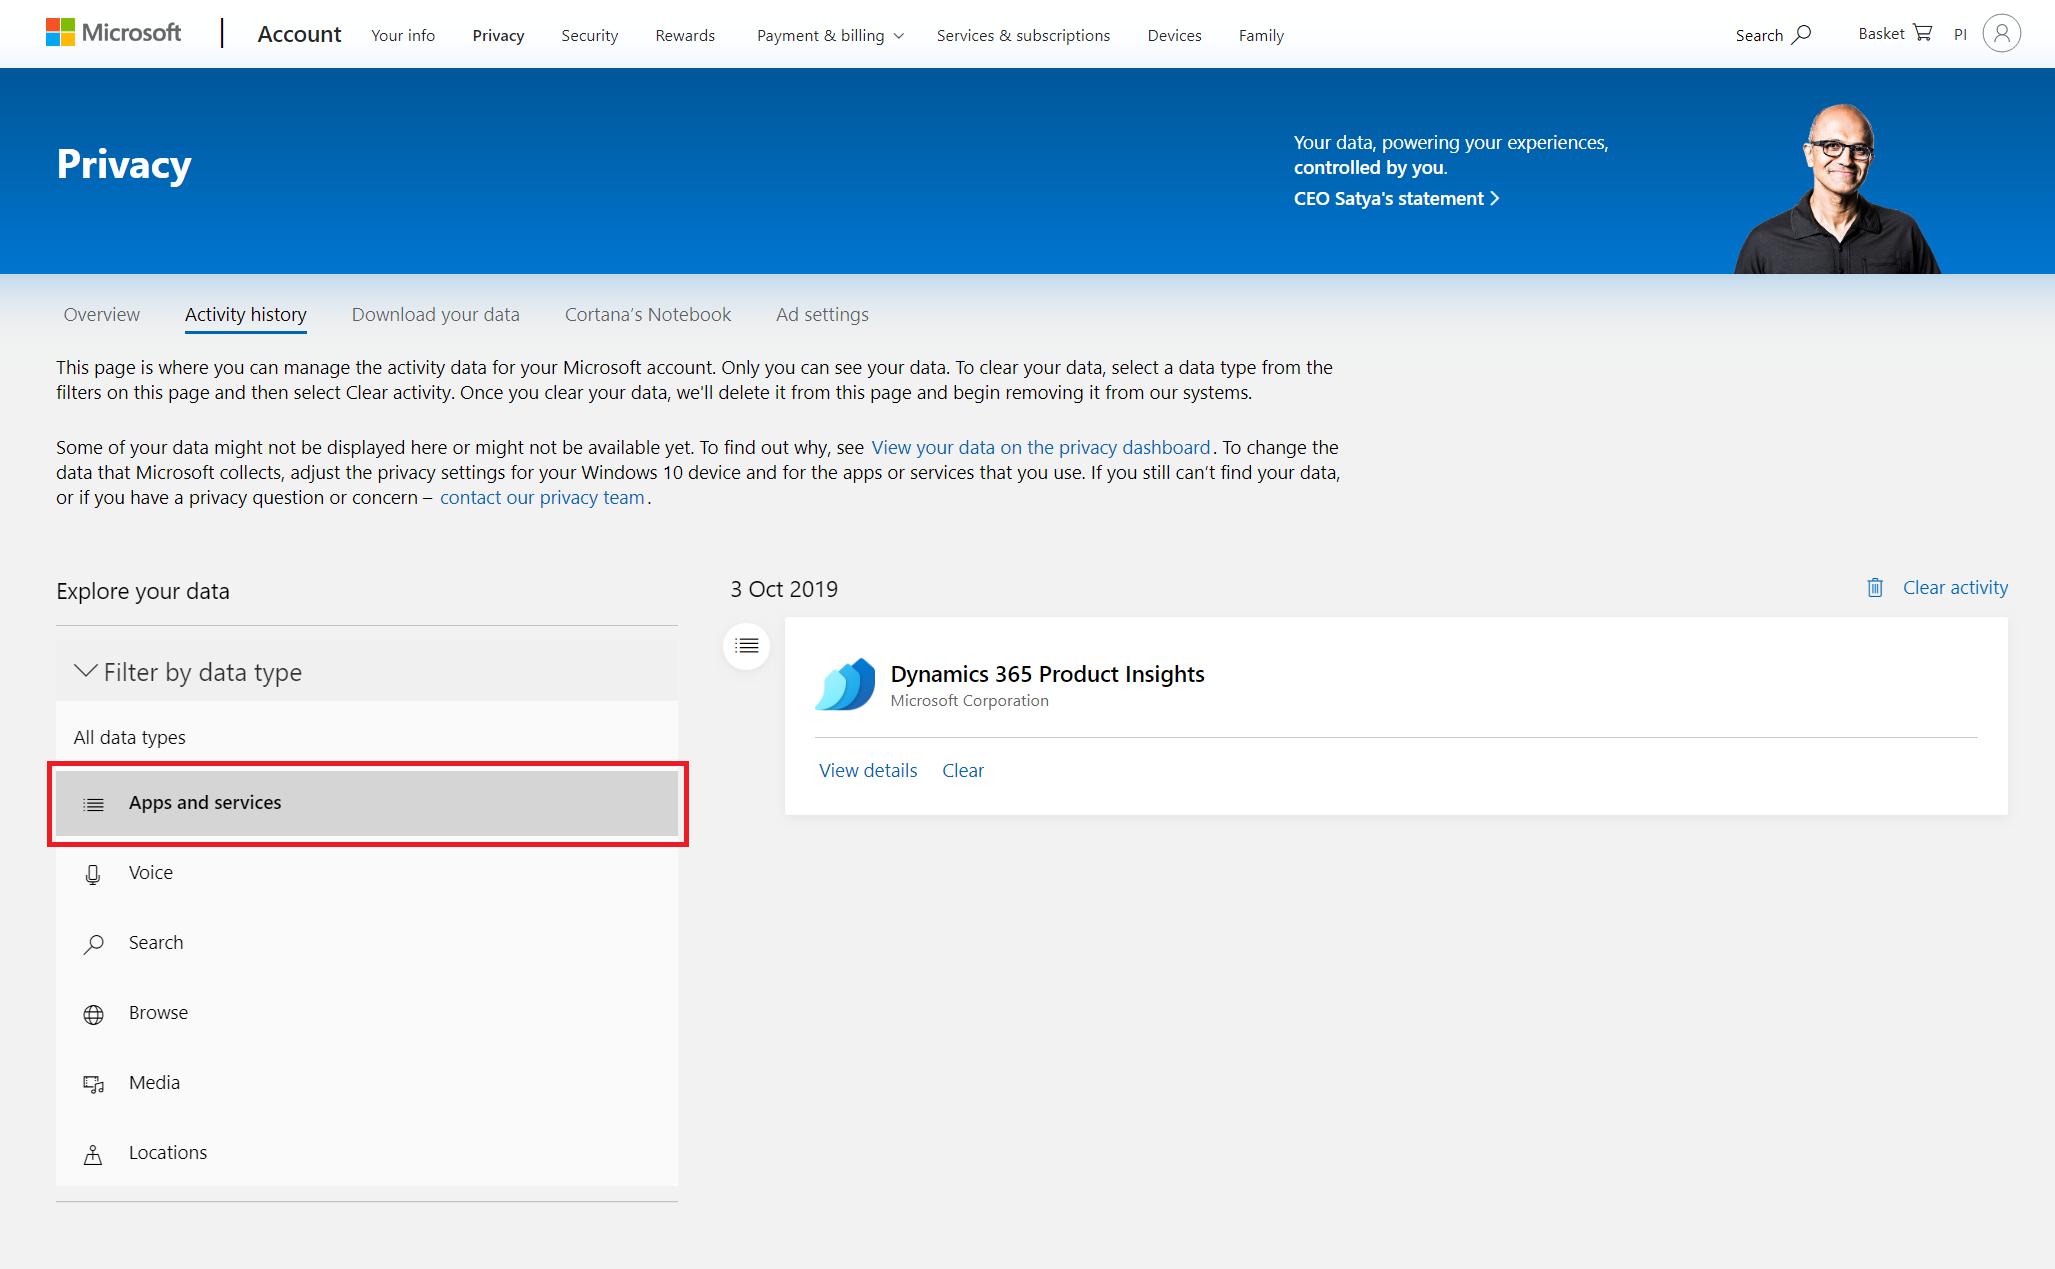 Microsoft | Account Your info Privacy Security Rewards Payment & billing Services & subscriptions Devices Family Search Basket PI
Privacy
Your data, powering your experiences,
controlled by you.
CEO Satya's statement
Overview Activity history Download your data Cortana's Notebook Ad settings
This page is where you can manage the activity data for your Microsoft account. Only you can see your data. To clear your data, select a data type from the
filters on this page and then select Clear activity. Once you clear your data, we'll delete it from this page and begin removing it from our systems.
Some of your data might not be displayed here or might not be available yet. To find out why, see View your data on the privacy dashboard. To change the
data that Microsoft collects, adjust the privacy settings for your Windows 10 device and for the apps or services that you use. If you still can't find your data,
or if you have a privacy question or concern – contact our privacy team.
Explore your data
Filter by data type
All data types
Apps and services
Voice
Search
Browse
Media
Locations
3 Oct 2019
Clear activity
Dynamics 365 Product Insights
Microsoft Corporation
View details Clear